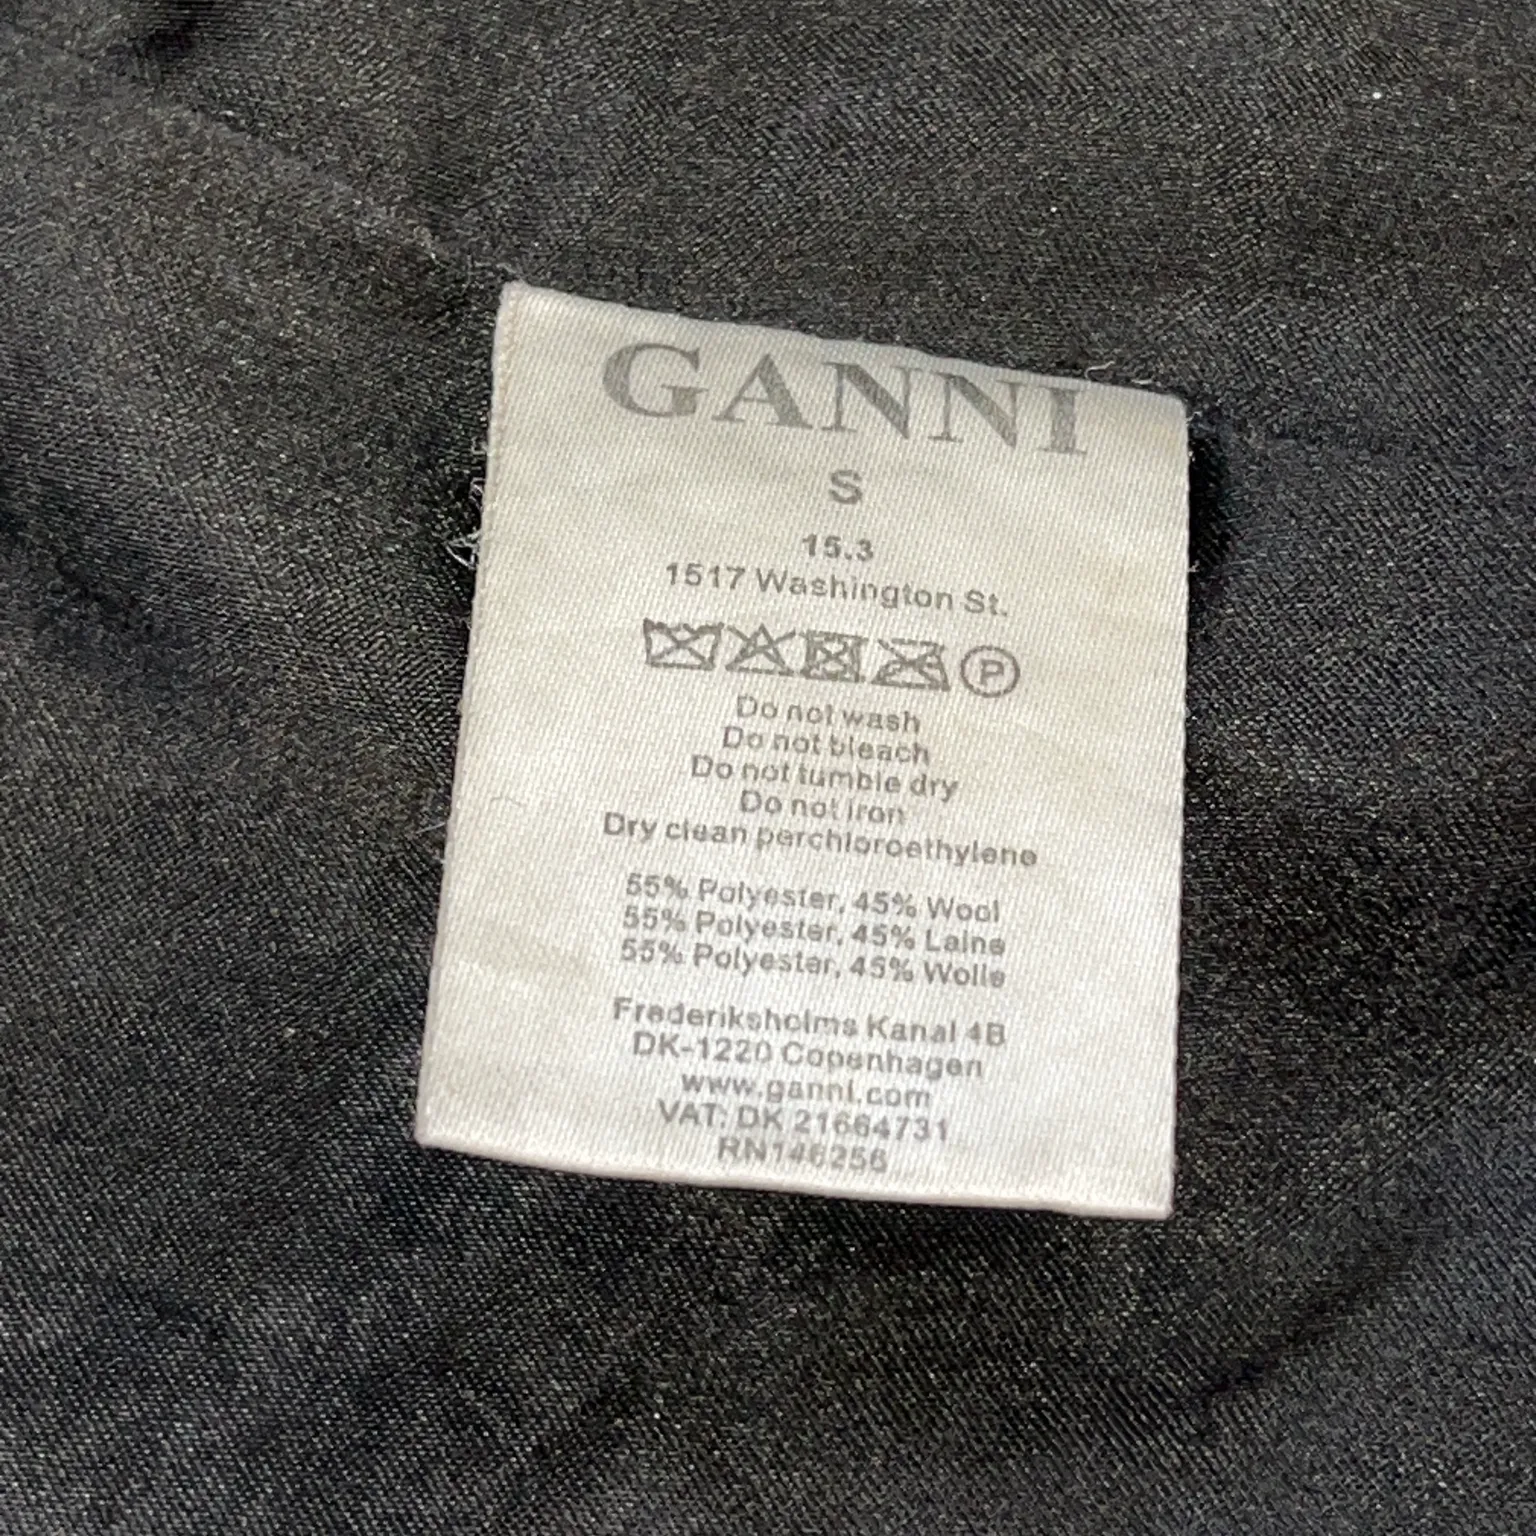 GANNI
S
15.3
1517 Washington St.
P
Do not wash
Do not bleach
Do not tumble dry
Do not iron
Dry clean perchloroethylene
55% Polyester, 45% Wool
55% Polyester, 45% Laine
55% Polyester, 45% Wolle
Frederiksholms Kanal 4B
DK-1220 Copenhagen
www.ganni.com
VAT: DK 21664731
RN146256